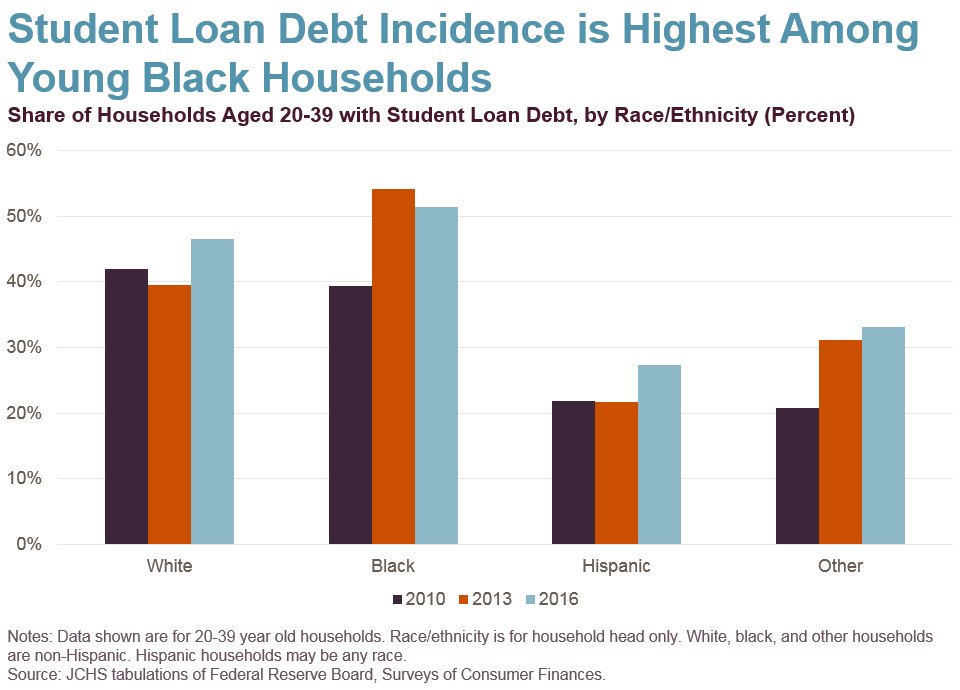 Student Loan Debt Incidence is Highest Among
Young Black Households
Share of Households Aged 20-39 with Student Loan Debt, by Race/Ethnicity (Percent)
60%
50%
40%
30%
20%
10%
0%
White Black Hispanic Other
2010 2013 2016
Notes: Data shown are for 20-39 year old households. Race/ethnicity is for household head only. White, black, and other households
are non-Hispanic. Hispanic households may be any race.
Source: JCHS tabulations of Federal Reserve Board, Surveys of Consumer Finances.